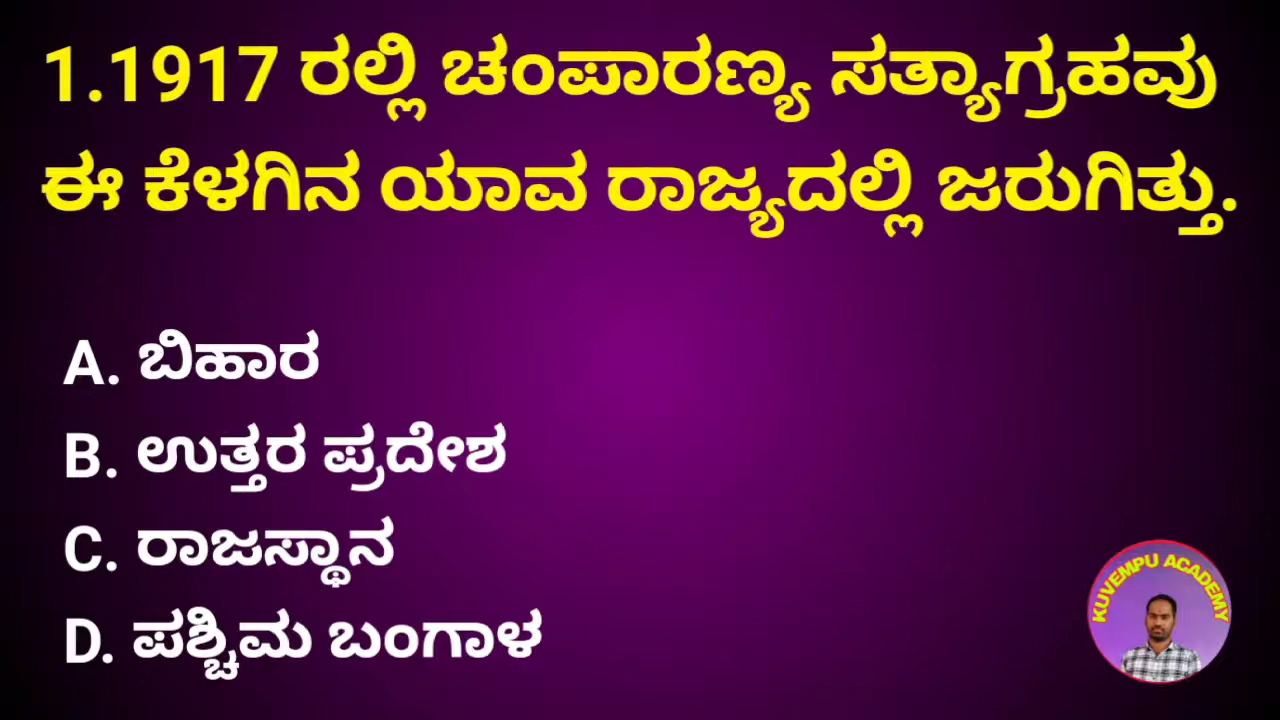 1.1917 ರಲ್ಲಿ ಚಂಪಾರಣ್ಯ ಸತ್ಯಾಗ್ರಹವು
ಈ ಕೆಳಗಿನ ಯಾವ ರಾಜ್ಯದಲ್ಲಿ ಜರುಗಿತ್ತು.
A. ಬಿಹಾರ
B. ಉತ್ತರ ಪ್ರದೇಶ
C. ರಾಜಸ್ಥಾನ
D. ಪಶ್ಚಿಮ ಬಂಗಾಳ
KUVEMPU ACADEMY